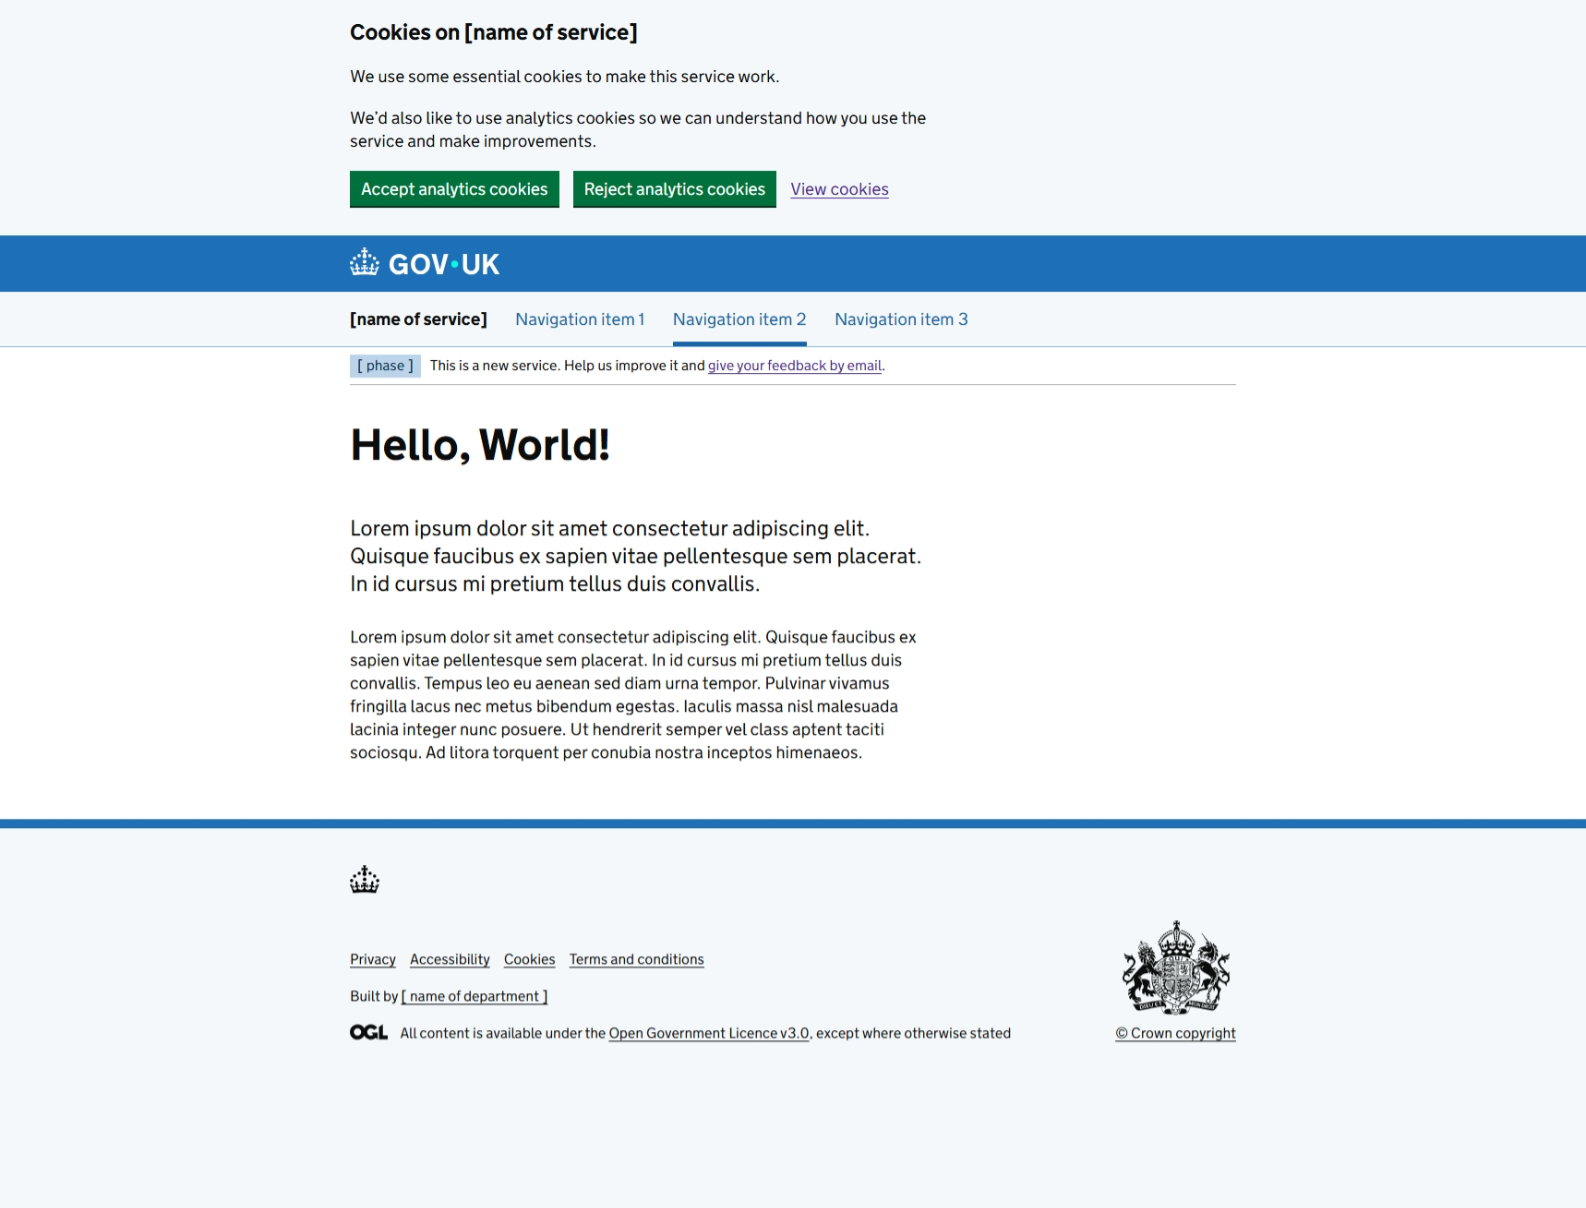 Cookies on [name of service]
We use some essential cookies to make this service work.
We’d also like to use analytics cookies so we can understand how you use the
service and make improvements.
Accept analytics cookies Reject analytics cookies View cookies
GOV·UK
[name of service] Navigation item 1 Navigation item 2 Navigation item 3
[ phase ] This is a new service. Help us improve it and give your feedback by email.
Hello, World!
Lorem ipsum dolor sit amet consectetur adipiscing elit.
Quisque faucibus ex sapien vitae pellentesque sem placerat.
In id cursus mi pretium tellus duis convallis.
Lorem ipsum dolor sit amet consectetur adipiscing elit. Quisque faucibus ex
sapien vitae pellentesque sem placerat. In id cursus mi pretium tellus duis
convallis. Tempus leo eu aenean sed diam urna tempor. Pulvinar vivamus
fringilla lacus nec metus bibendum egestas. Iaculis massa nisl malesuada
lacinia integer nunc posuere. Ut hendrerit semper vel class aptent taciti
sociosqu. Ad litora torquent per conubia nostra inceptos himenaeos.
Privacy Accessibility Cookies Terms and conditions
Built by [ name of department ]
OGL All content is available under the Open Government Licence v3.0, except where otherwise stated
© Crown copyright